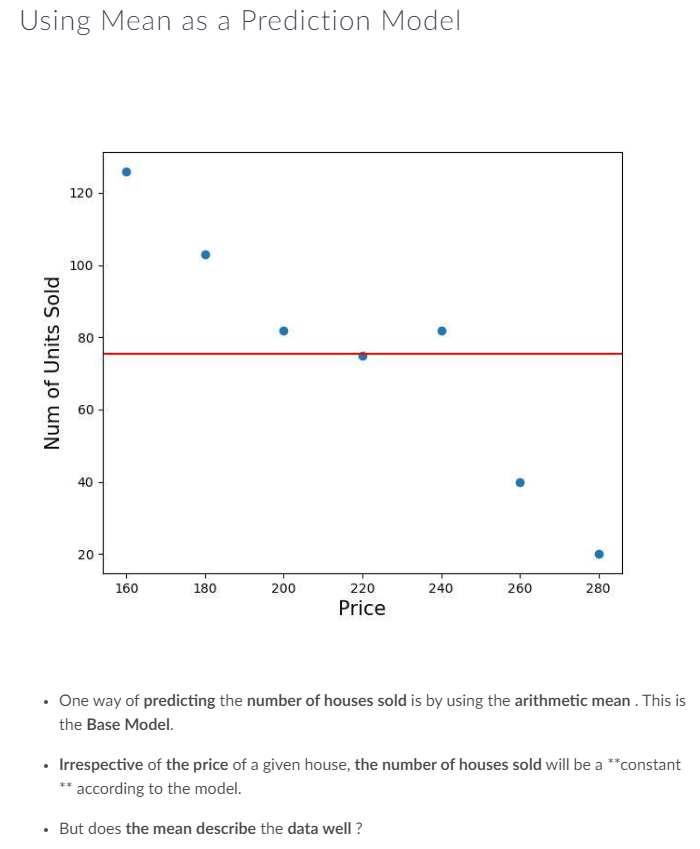 Using Mean as a Prediction Model
120
100
80
60
40
20
Num of Units Sold
160 180 200 220 240 260 280
Price
• One way of predicting the number of houses sold is by using the arithmetic mean . This is
the Base Model.
• Irrespective of the price of a given house, the number of houses sold will be a **constant
** according to the model.
• But does the mean describe the data well ?